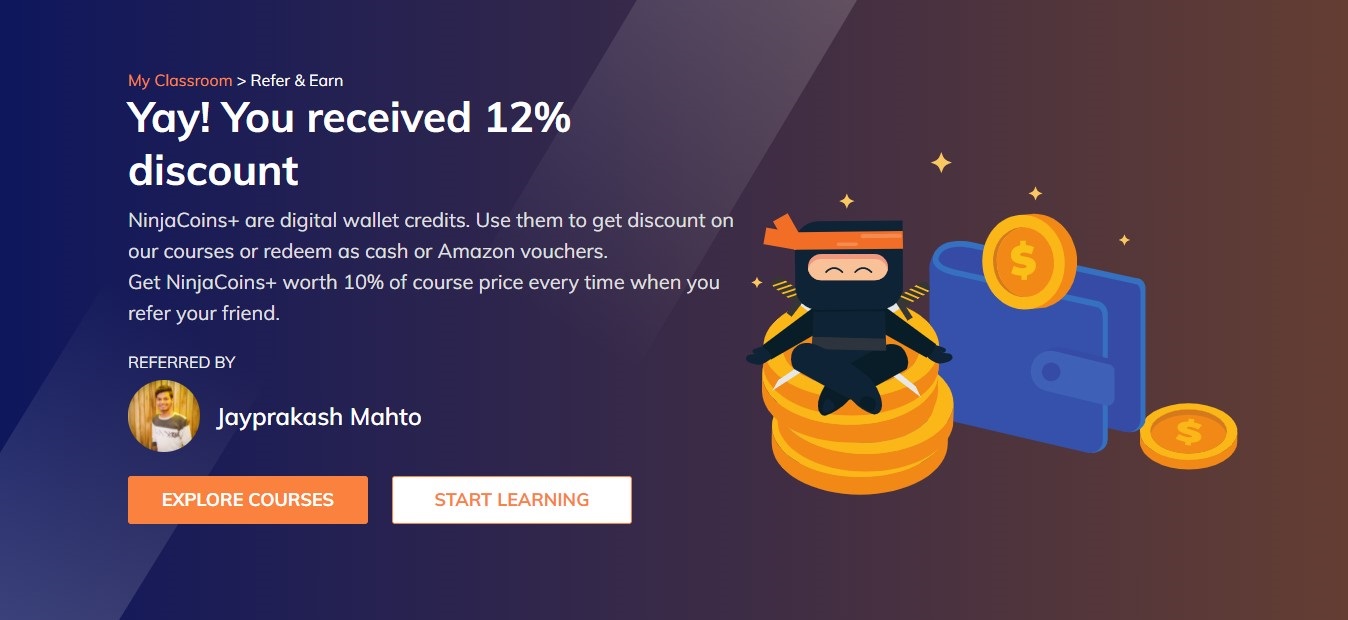 My Classroom > Refer & Earn
Yay! You received 12%
discount
NinjaCoins+ are digital wallet credits. Use them to get discount on
our courses or redeem as cash or Amazon vouchers.
Get NinjaCoins+ worth 10% of course price every time when you
refer your friend.
REFERRED BY
Jayprakash Mahto
EXPLORE COURSES
START LEARNING